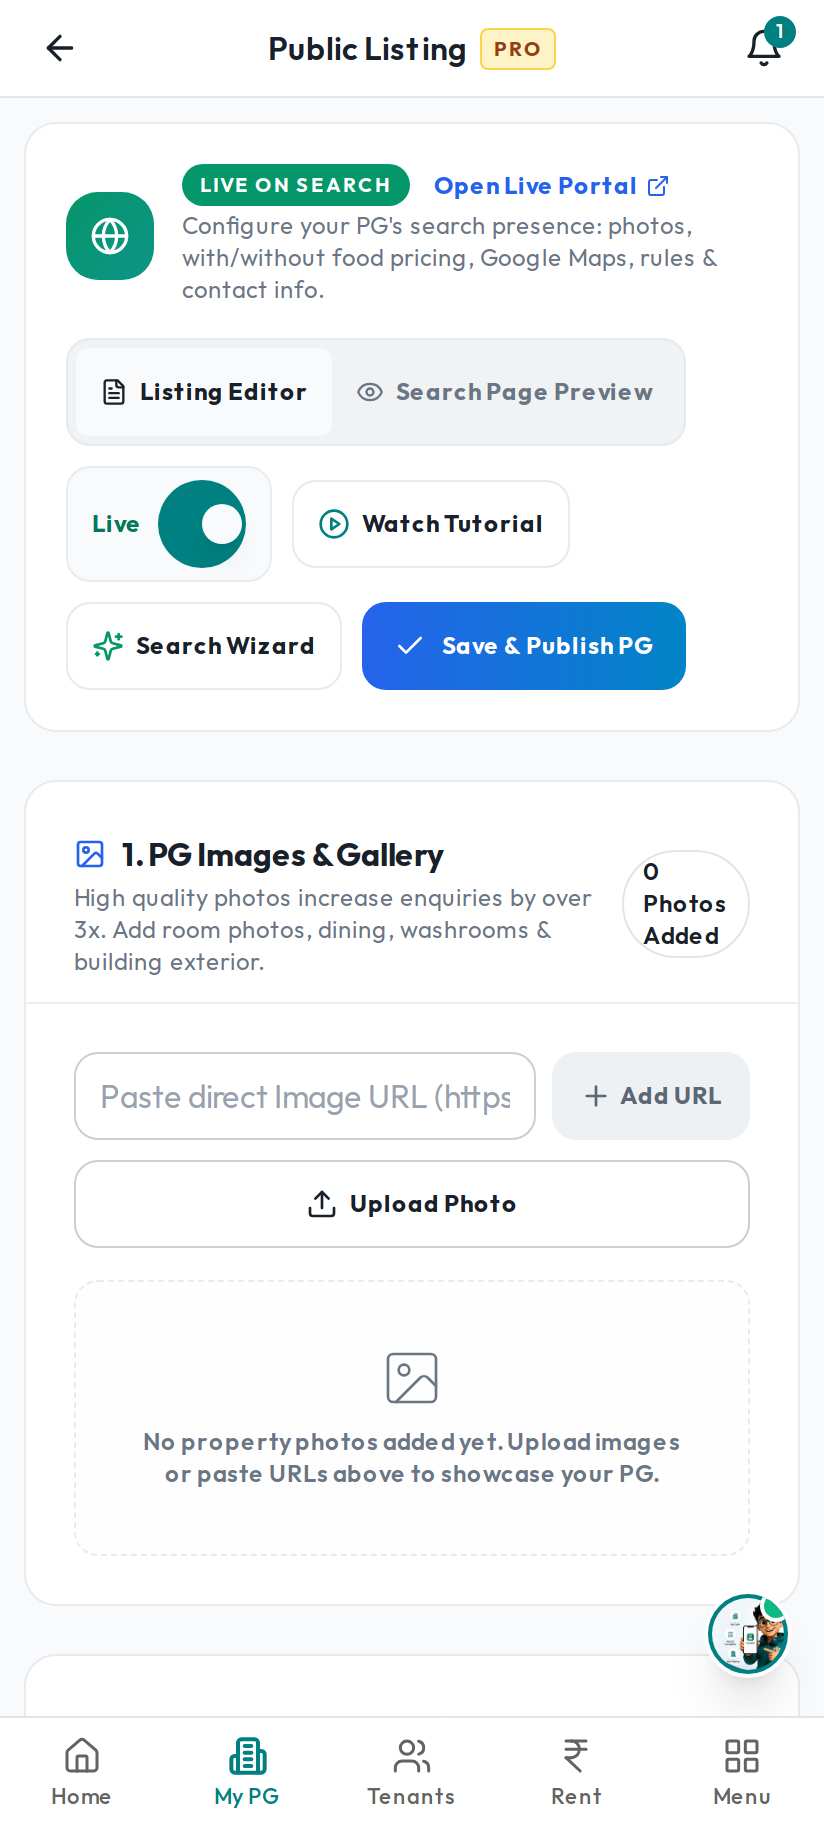 Public Listing PRO
1
LIVE ON SEARCH Open Live Portal
Configure your PG's search presence: photos,
with/without food pricing, Google Maps, rules &
contact info.
Listing Editor Search Page Preview
Live Watch Tutorial
Search Wizard Save & Publish PG
1. PG Images & Gallery
High quality photos increase enquiries by over
3x. Add room photos, dining, washrooms &
building exterior.
0
Photos
Added
Paste direct Image URL (https
Add URL
Upload Photo
No property photos added yet. Upload images
or paste URLs above to showcase your PG.
Home My PG Tenants Rent Menu